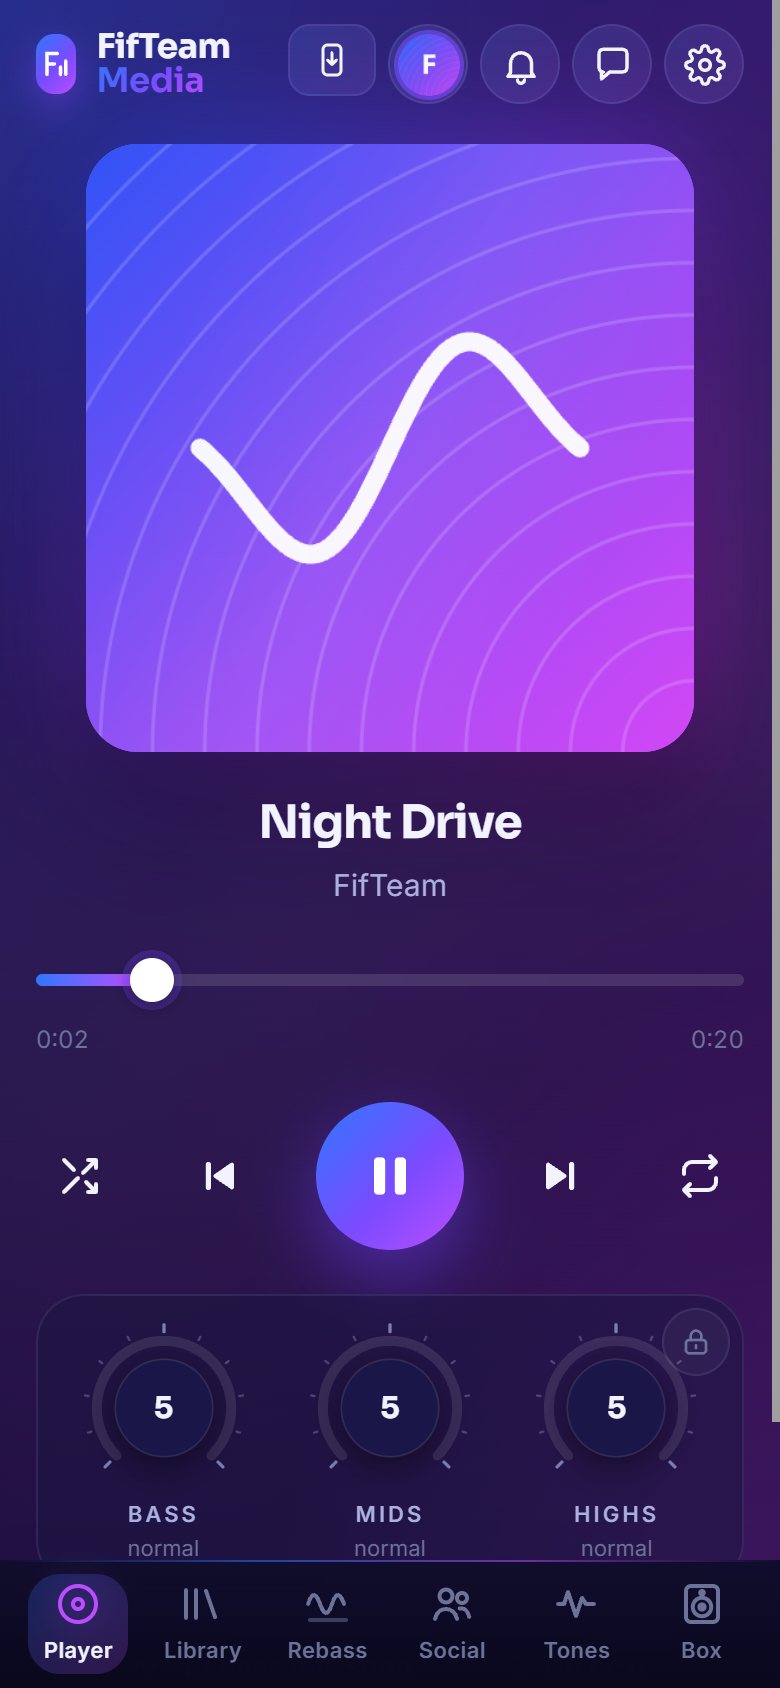 FifTeam
Media
F
Night Drive
FifTeam
0:02
0:20
5
5
5
BASS
MIDS
HIGHS
normal
normal
normal
Player
Library
Rebass
Social
Tones
Box